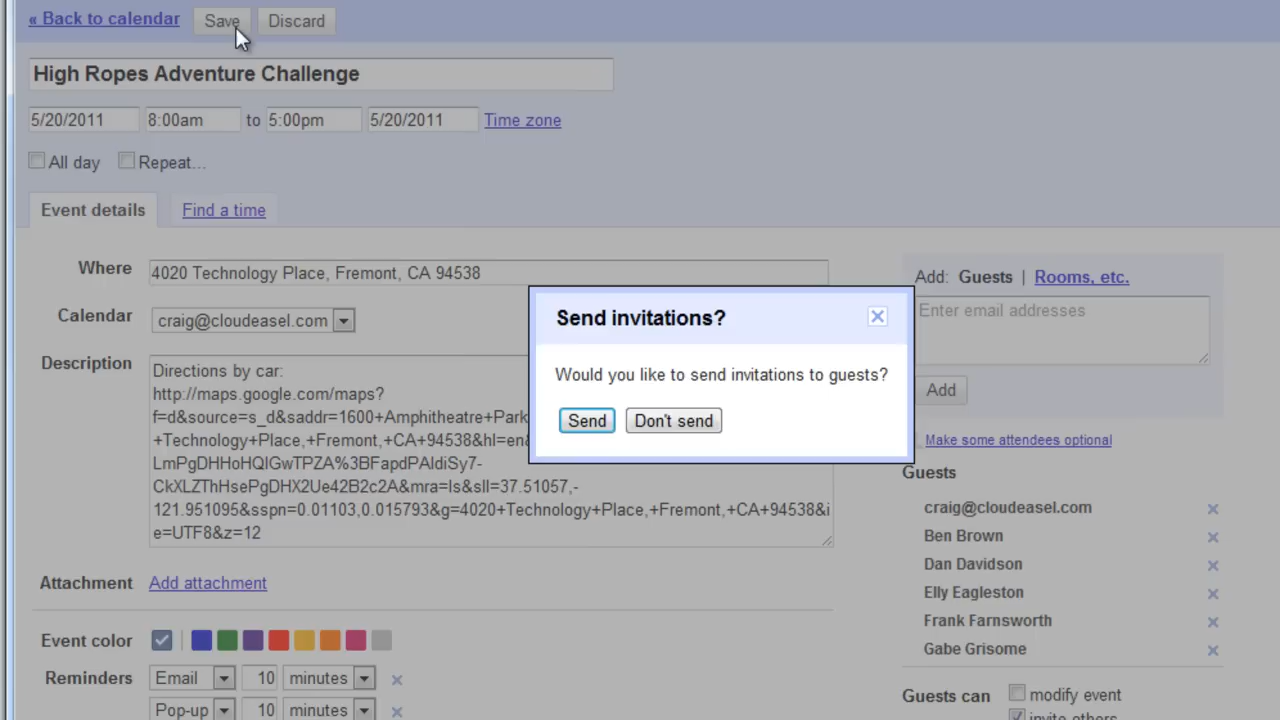 « Back to calendar Save Discard
High Ropes Adventure Challenge
5/20/2011 8:00am to 5:00pm 5/20/2011 Time zone
All day Repeat...
Event details Find a time
Where 4020 Technology Place, Fremont, CA 94538
Calendar craig@cloudeasel.com
Description Directions by car:
http://maps.google.com/maps?
f=d&source=s_d&saddr=1600+Amphitheatre+Park
+Technology+Place,+Fremont,+CA+94538&hl=en&
LmPgDHHoHQIGwTPZA%3BFapdPAIdiSy7-
CkXLZThHsePgDHX2Ue42B2c2A&mra=ls&sll=37.51057,-
121.951095&sspn=0.01103,0.015793&g=4020+Technology+Place,+Fremont,+CA+94538&i
e=UTF8&z=12
Attachment Add attachment
Event color
Reminders Email 10 minutes
Pop-up 10 minutes
Send invitations?
Would you like to send invitations to guests?
Send Don't send
Add: Guests | Rooms, etc.
Enter email addresses
Add
Make some attendees optional
Guests
craig@cloudeasel.com
Ben Brown
Dan Davidson
Elly Eagleston
Frank Farnsworth
Gabe Grisome
Guests can modify event
invite others